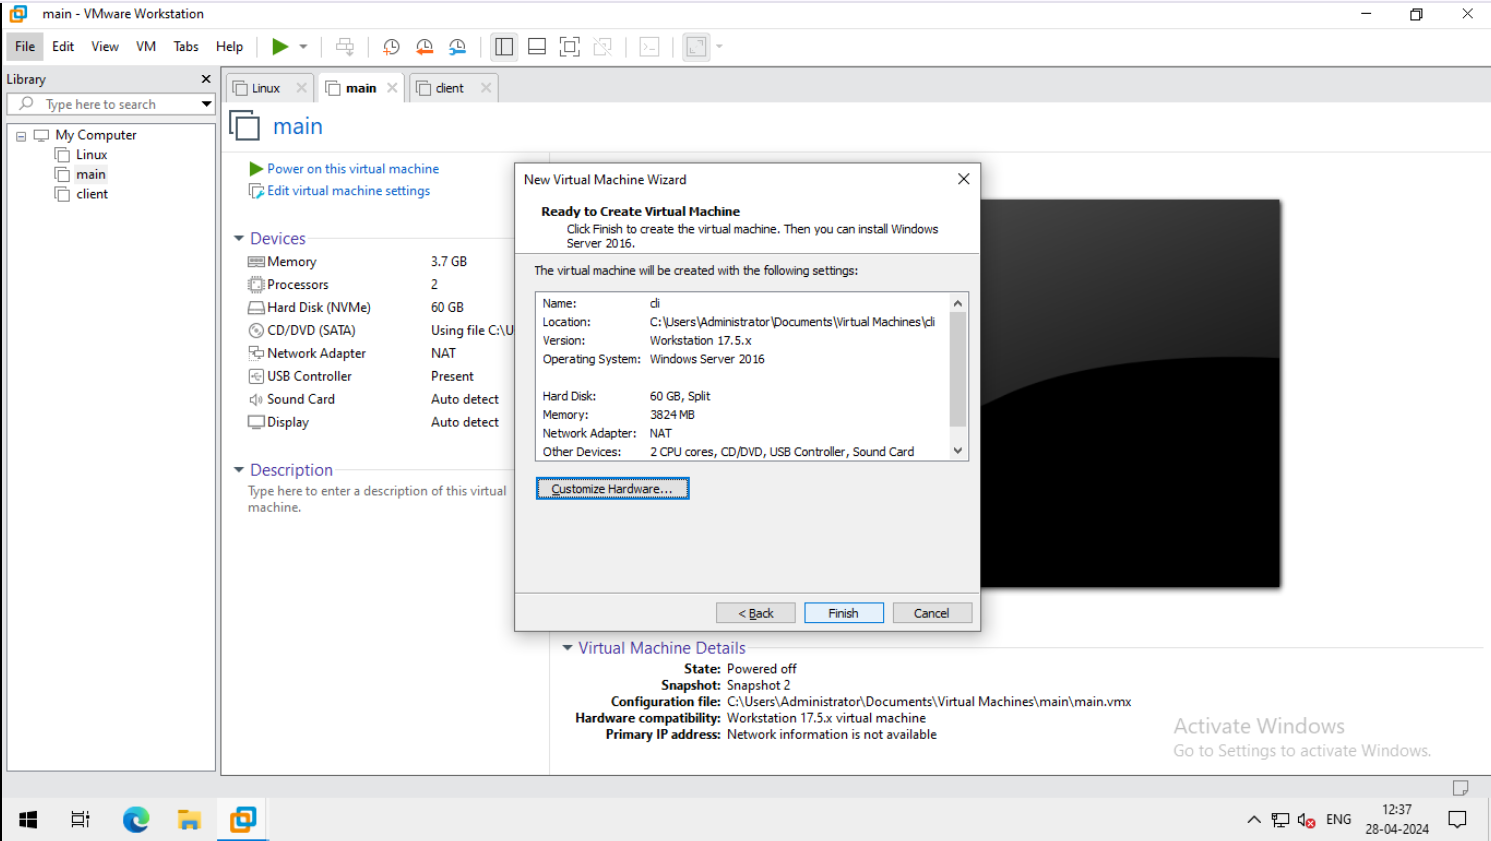 main - VMware Workstation
File Edit View VM Tabs Help
Library
Type here to search
My Computer
Linux
main
client
Linux
main
client
main
Power on this virtual machine
Edit virtual machine settings
Devices
Memory 3.7 GB
Processors 2
Hard Disk (NVMe) 60 GB
CD/DVD (SATA) Using file C:\U
Network Adapter NAT
USB Controller Present
Sound Card Auto detect
Display Auto detect
Description
Type here to enter a description of this virtual
machine.
New Virtual Machine Wizard
Ready to Create Virtual Machine
Click Finish to create the virtual machine. Then you can install Windows
Server 2016.
The virtual machine will be created with the following settings:
Name: cli
Location: C:\Users\Administrator\Documents\Virtual Machines\cli
Version: Workstation 17.5.x
Operating System: Windows Server 2016
Hard Disk: 60 GB, Split
Memory: 3824 MB
Network Adapter: NAT
Other Devices: 2 CPU cores, CD/DVD, USB Controller, Sound Card
Customize Hardware...
< Back Finish Cancel
Virtual Machine Details
State: Powered off
Snapshot: Snapshot 2
Configuration file: C:\Users\Administrator\Documents\Virtual Machines\main\main.vmx
Hardware compatibility: Workstation 17.5.x virtual machine
Primary IP address: Network information is not available
Activate Windows
Go to Settings to activate Windows.
ENG
12:37
28-04-2024